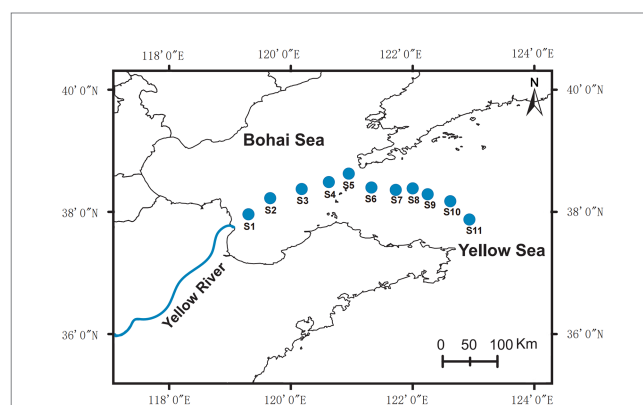 118°0′E 120°0′E 122°0′E 124°0′E
40°0′N 40°0′N
N
Bohai Sea
S5
S4
S3
S6
S7
S8
S2
S9
S10
38°0′N 38°0′N
S1
S11
Yellow Sea
Yellow River
36°0′N 36°0′N
0 50 100 Km
118°0′E 120°0′E 122°0′E 124°0′E